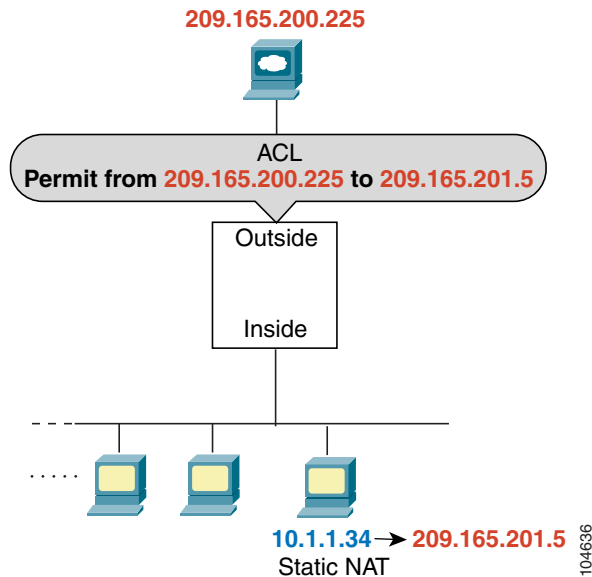 209.165.200.225
ACL
Permit from 209.165.200.225 to 209.165.201.5
Outside
Inside
10.1.1.34 → 209.165.201.5
Static NAT
104636